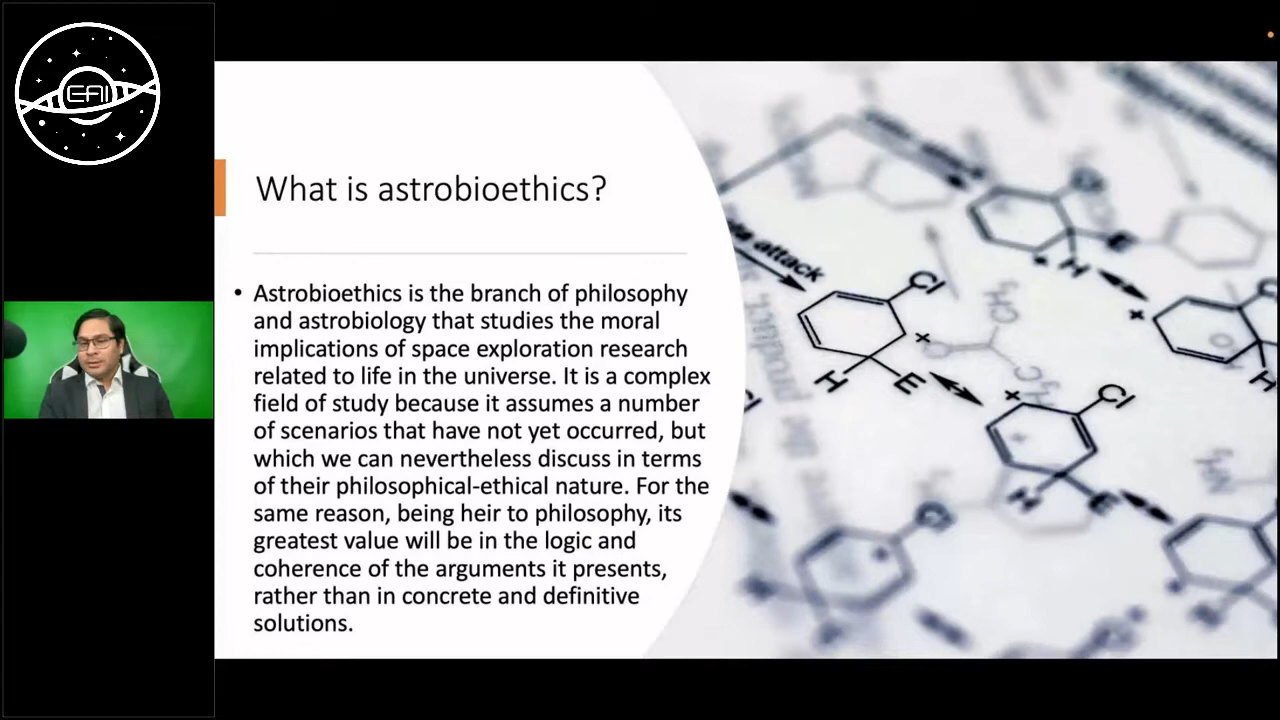 EAI
What is astrobioethics?
• Astrobioethics is the branch of philosophy
and astrobiology that studies the moral
implications of space exploration research
related to life in the universe. It is a complex
field of study because it assumes a number
of scenarios that have not yet occurred, but
which we can nevertheless discuss in terms
of their philosophical-ethical nature. For the
same reason, being heir to philosophy, its
greatest value will be in the logic and
coherence of the arguments it presents,
rather than in concrete and definitive
solutions.
attack
Cl
H
E
H
Cl
H
E
H